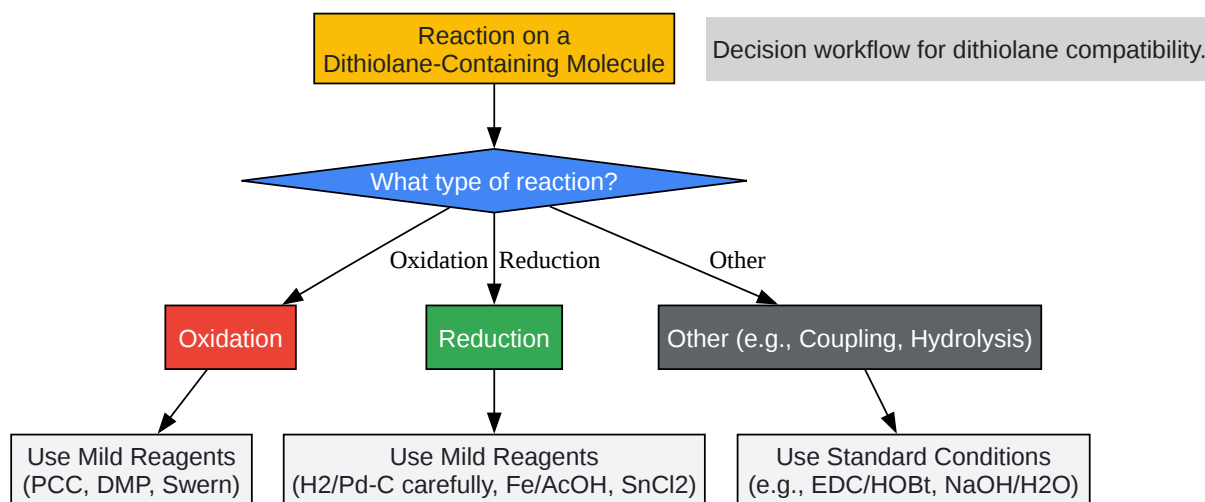 Reaction on a
Dithiolane-Containing Molecule
Decision workflow for dithiolane compatibility.
What type of reaction?
Oxidation
Reduction
Other
Oxidation
Reduction
Other (e.g., Coupling, Hydrolysis)
Use Mild Reagents
(PCC, DMP, Swern)
Use Mild Reagents
(H2/Pd-C carefully, Fe/AcOH, SnCl2)
Use Standard Conditions
(e.g., EDC/HOBt, NaOH/H2O)